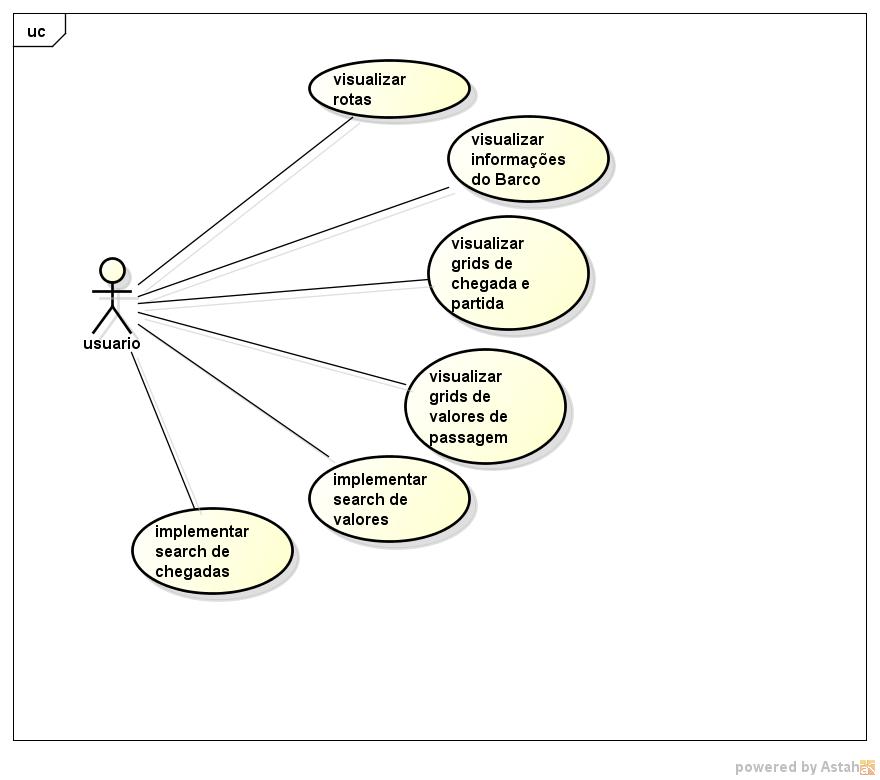 uc
visualizar
rotas
visualizar
informações
do Barco
visualizar
grids de
chegada e
partida
usuario
visualizar
grids de
valores de
passagem
implementar
search de
valores
implementar
search de
chegadas
powered by Astah